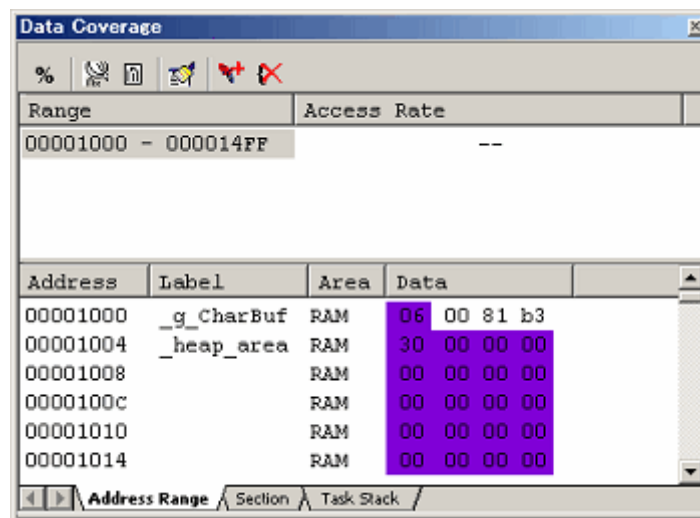 Data Coverage
%
Range Access Rate
00001000 - 000014FF --
Address Label Area Data
00001000 _g_CharBuf RAM 06 00 81 b3
00001004 _heap_area RAM 30 00 00 00
00001008 RAM 00 00 00 00
0000100C RAM 00 00 00 00
00001010 RAM 00 00 00 00
00001014 RAM 00 00 00 00
Address Range Section Task Stack